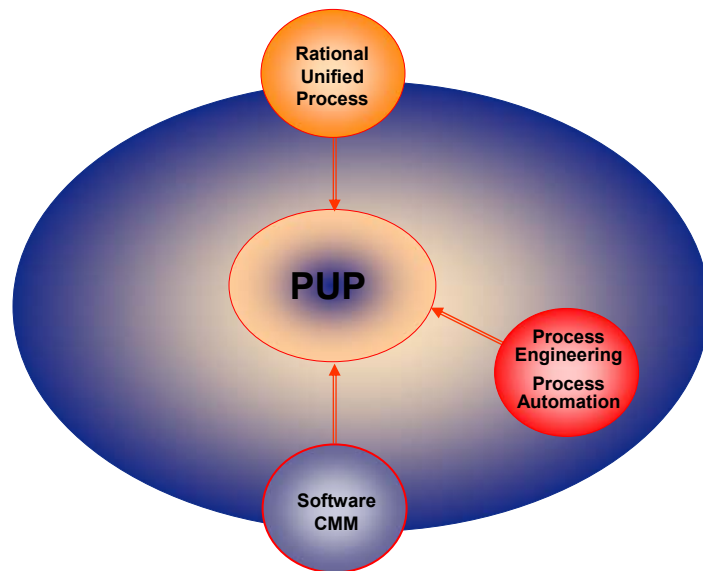 Rational
Unified
Process
PUP
Process
Engineering
Process
Automation
Software
CMM